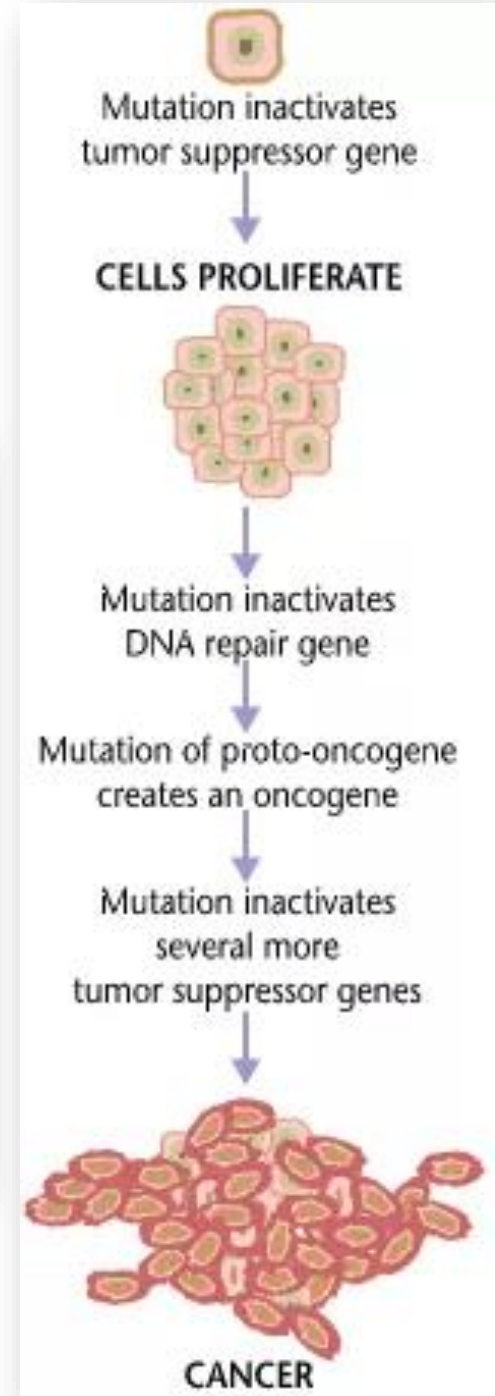 Mutation inactivates
tumor suppressor gene
CELLS PROLIFERATE
Mutation inactivates
DNA repair gene
Mutation of proto-oncogene
creates an oncogene
Mutation inactivates
several more
tumor suppressor genes
CANCER